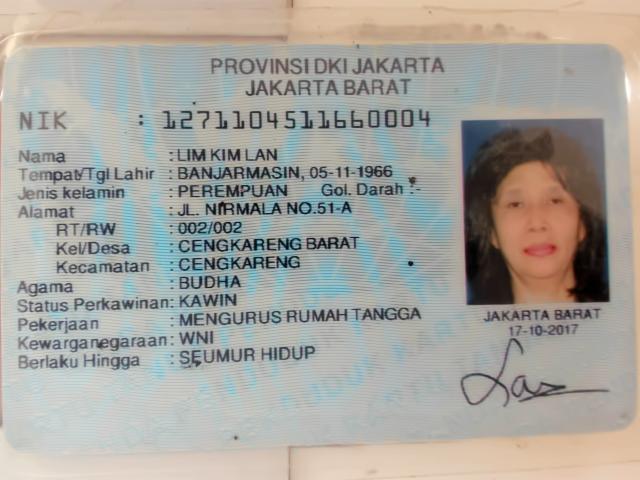 PROVINSI DKI JAKARTA
JAKARTA BARAT
NIK : 1271104511660004
Nama : LIM KIM LAN
Tempat/Tgl Lahir : BANJARMASIN, 05-11-1966
Jenis kelamin : PEREMPUAN Gol. Darah :-
Alamat : JL. NIRMALA NO.51-A
RT/RW : 002/002
Kel/Desa : CENGKARENG BARAT
Kecamatan : CENGKARENG
Agama : BUDHA
Status Perkawinan: KAWIN
Pekerjaan : MENGURUS RUMAH TANGGA
Kewarganegaraan: WNI
Berlaku Hingga : SEUMUR HIDUP
JAKARTA BARAT
17-10-2017